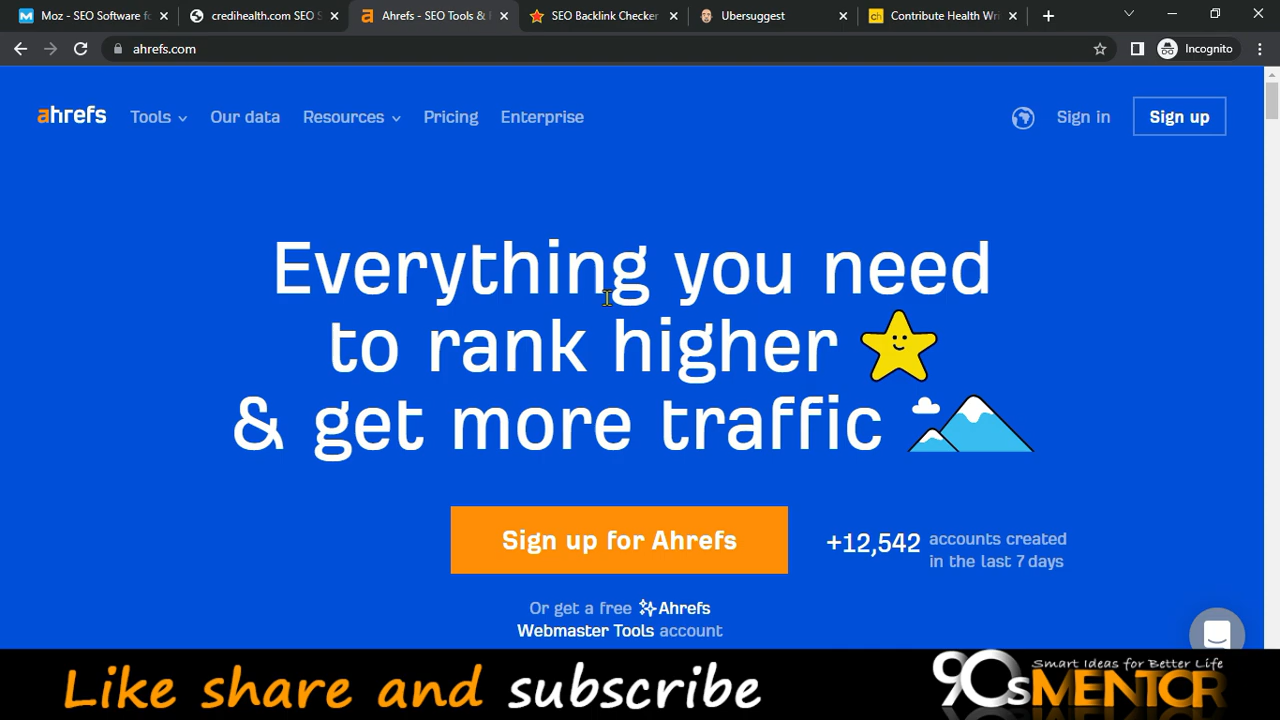 Moz - SEO Software fo
credihealth.com SEO S
Ahrefs - SEO Tools &
SEO Backlink Checker
Ubersuggest
Contribute Health Wri
ahrefs.com
Incognito
ahrefs
Tools
Our data
Resources
Pricing
Enterprise
Sign in
Sign up
Everything you need
to rank higher
& get more traffic
Sign up for Ahrefs
+12,542 accounts created
in the last 7 days
Or get a free Ahrefs
Webmaster Tools account
Like share and subscribe
Smart Ideas for Better Life
90sMENTOR